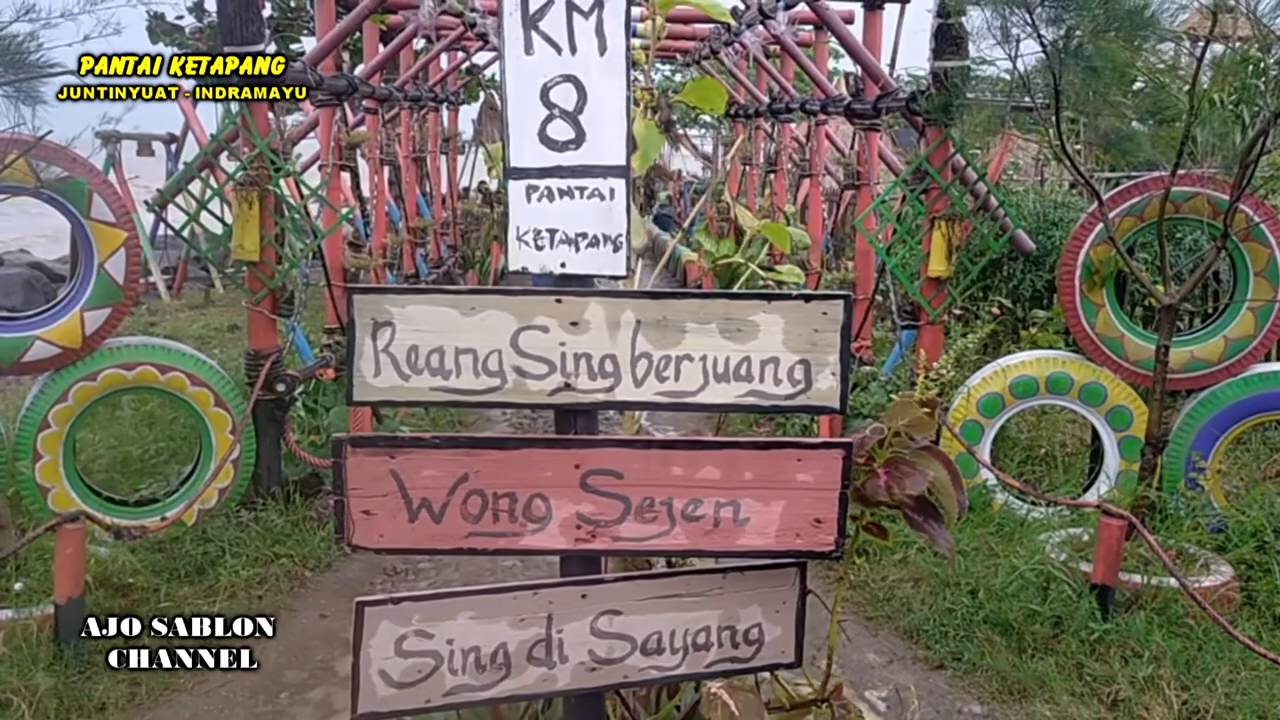 PANTAI KETAPANG
JUNTINYUAT - INDRAMAYU
KM
8
PANTAI
KETAPANG
Reang Sing berjuang
Wong Sejen
Sing di Sayang
AJO SABLON
CHANNEL